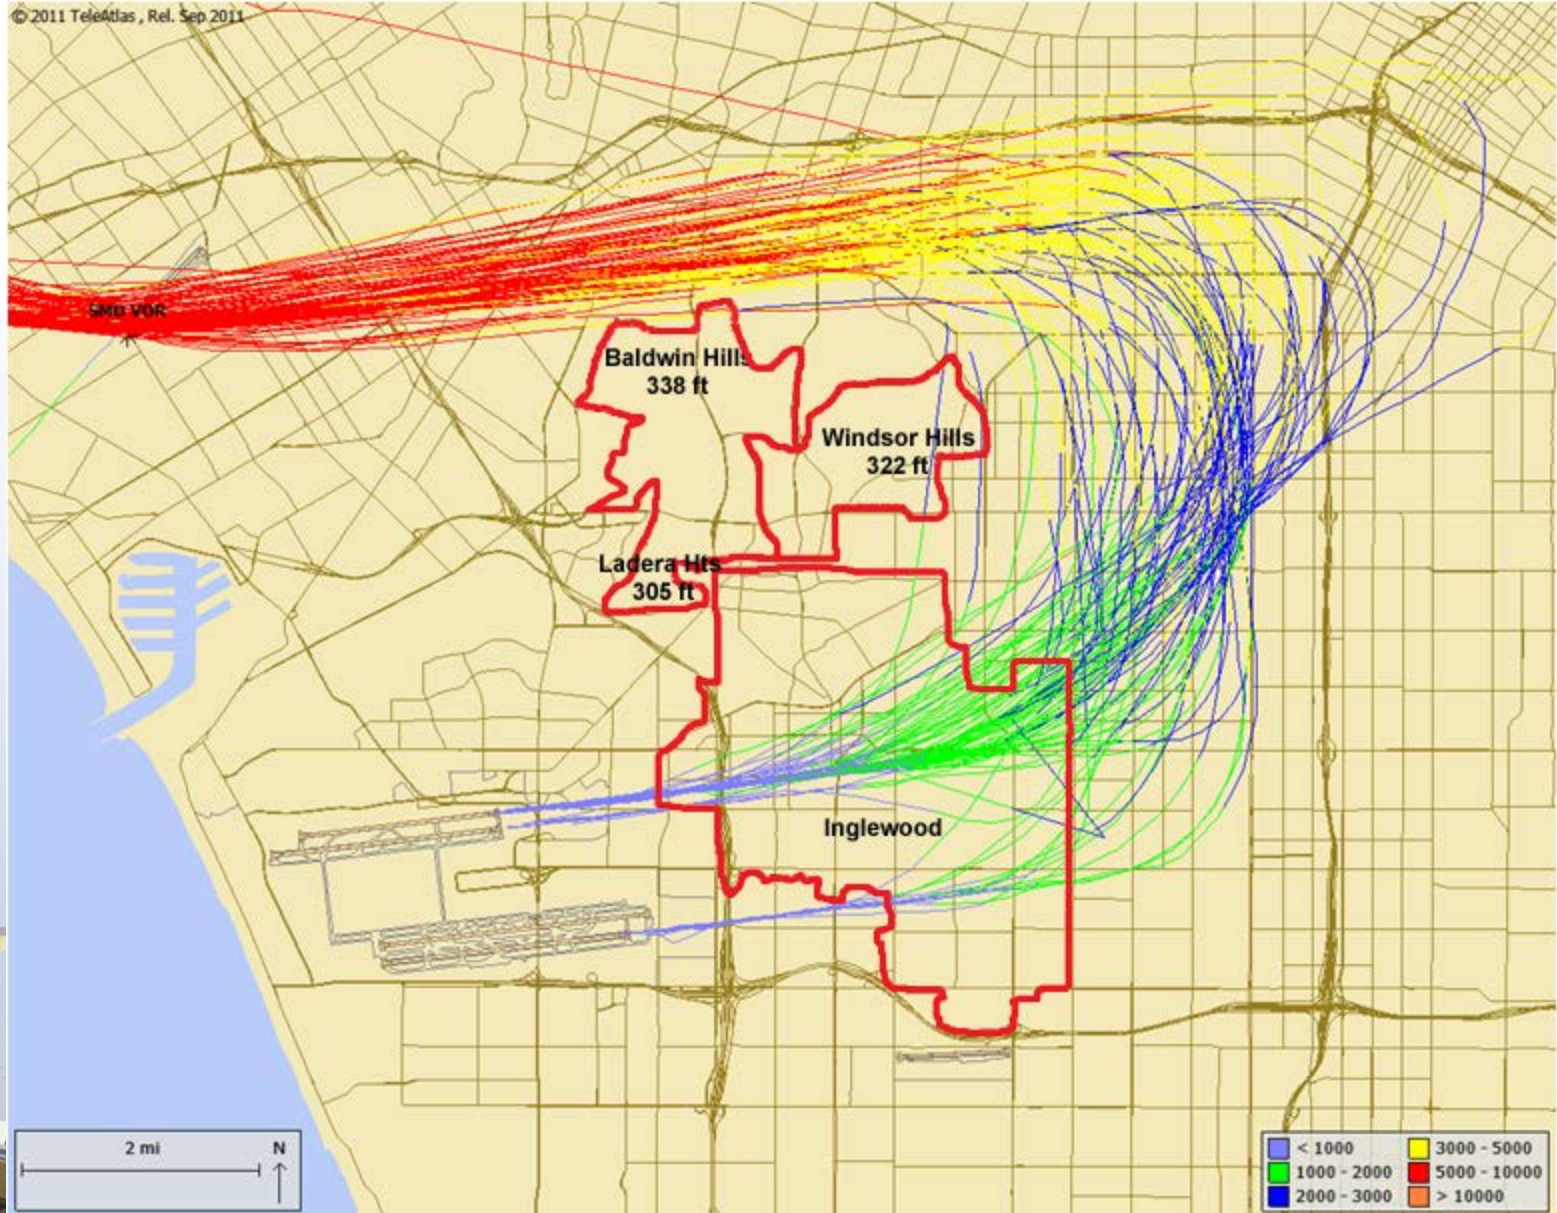 © 2011 TeleAtlas , Rel. Sep 2011
SMO VOR
Baldwin Hills
338 ft
Windsor Hills
322 ft
Ladera Hts
305 ft
Inglewood
2 mi
N
< 1000
1000 - 2000
2000 - 3000
3000 - 5000
5000 - 10000
> 10000